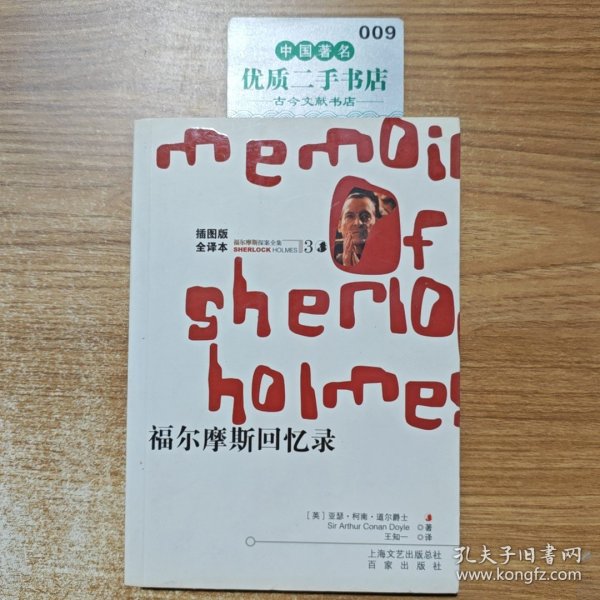 009
中国著名
优质二手书店
古今文献书店
memoi
插图版
全译本
福尔摩斯探案全集
SHERLOCK HOLMES
3
Of
sherlo
holmes
福尔摩斯回忆录
[英] 亚瑟·柯南·道尔爵士
Sir Arthur Conan Doyle 著
王知一 译
上海文艺出版总社
百家出版社
孔夫子旧书网
www.kongfz.com